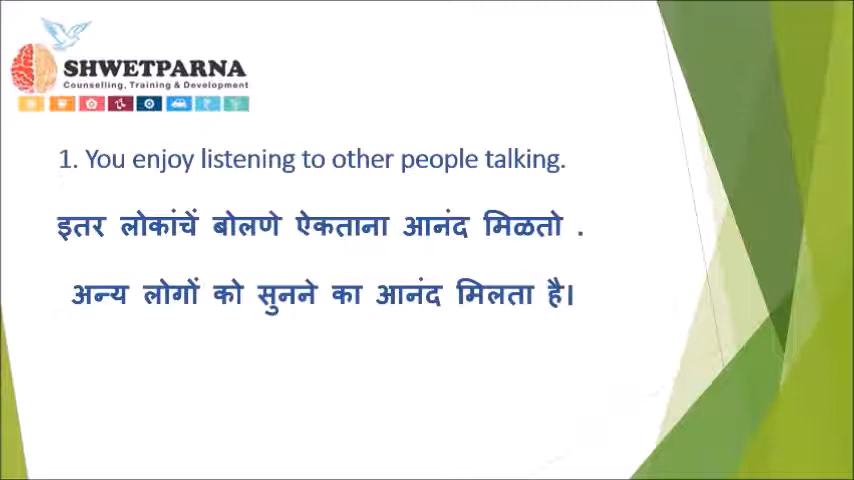 SHWETPARNA
Counselling, Training & Development
1. You enjoy listening to other people talking.
इतर लोकांचें बोलणे ऐकताना आनंद मिळतो .
अन्य लोगों को सुनने का आनंद मिलता है।